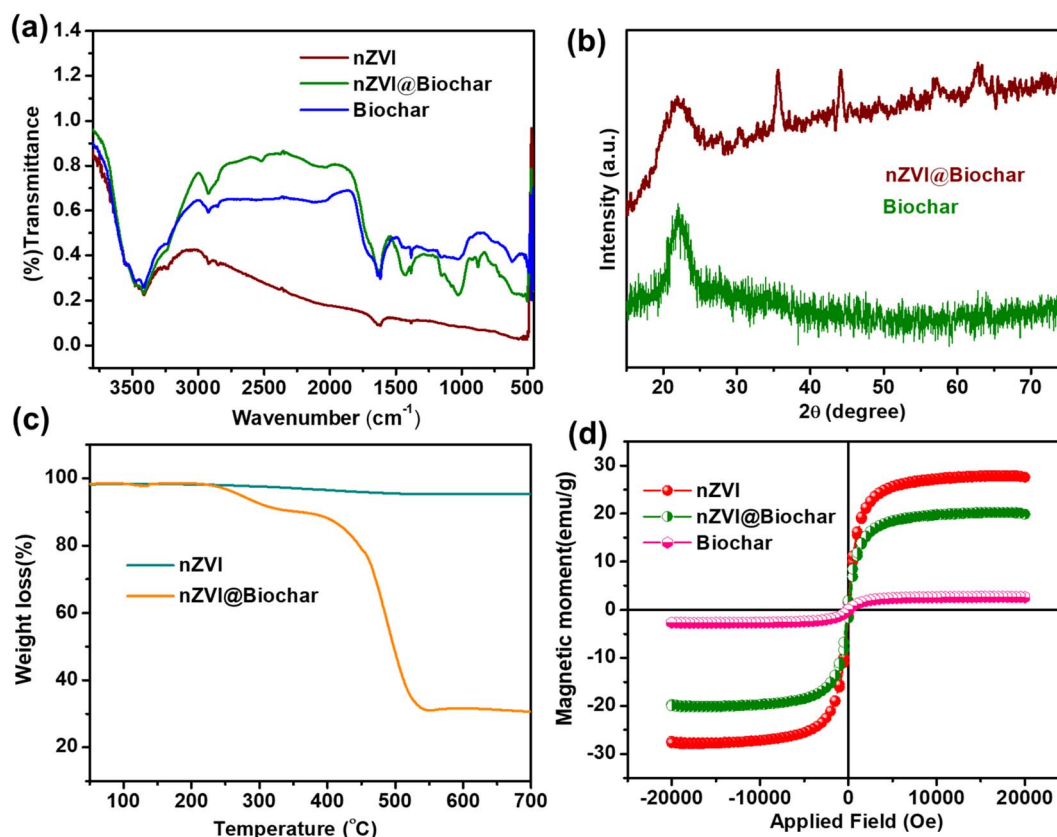 (a)
1.4
1.2
1.0
0.8
0.6
0.4
0.2
0.0
(%)Transmittance
nZVI
nZVI@Biochar
Biochar
3500 3000 2500 2000 1500 1000 500
Wavenumber (cm-1)
(b)
Intensity (a.u.)
nZVI@Biochar
Biochar
20 30 40 50 60 70
2θ (degree)
(c)
100
80
60
40
20
Weight loss(%)
nZVI
nZVI@Biochar
100 200 300 400 500 600 700
Temperature (°C)
(d)
30
20
10
0
-10
-20
-30
Magnetic moment(emu/g)
nZVI
nZVI@Biochar
Biochar
-20000 -10000 0 10000 20000
Applied Field (Oe)